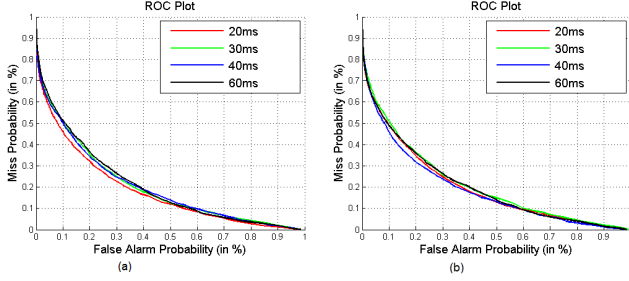 ROC Plot
Miss Probability (in %)
1
0.9
0.8
0.7
0.6
0.5
0.4
0.3
0.2
0.1
0
20ms
30ms
40ms
60ms
0 0.1 0.2 0.3 0.4 0.5 0.6 0.7 0.8 0.9 1
False Alarm Probability (in %)
(a)
ROC Plot
Miss Probability (in %)
1
0.9
0.8
0.7
0.6
0.5
0.4
0.3
0.2
0.1
0
20ms
30ms
40ms
60ms
0 0.1 0.2 0.3 0.4 0.5 0.6 0.7 0.8 0.9
False Alarm Probability (in %)
(b)